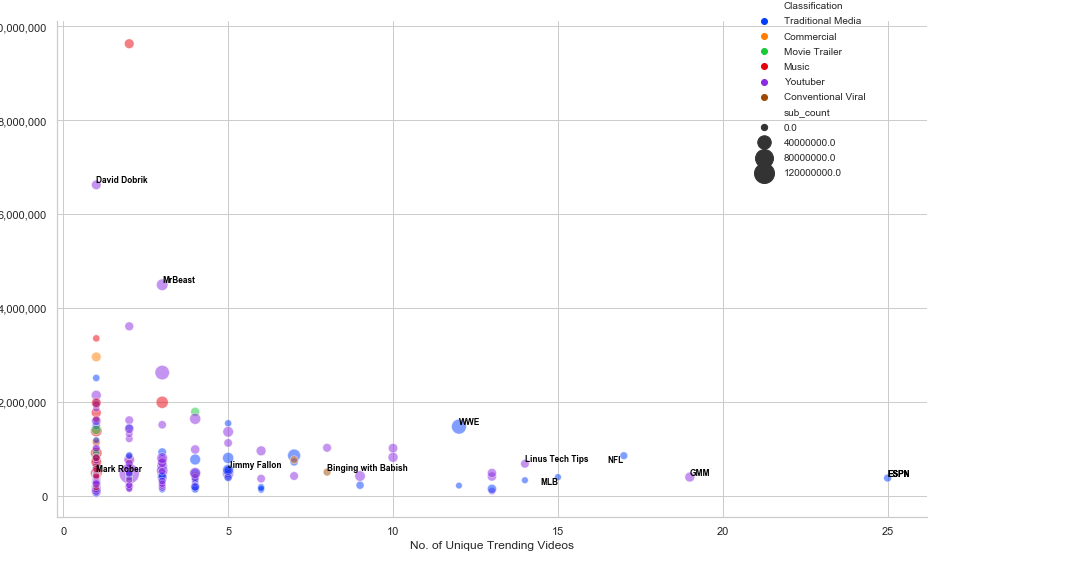 Classification
Traditional Media
Commercial
Movie Trailer
Music
Youtuber
Conventional Viral
sub_count
0.0
40000000.0
80000000.0
120000000.0
0,000,000
8,000,000
6,000,000
4,000,000
2,000,000
0
David Dobrik
MrBeast
WWE
Mark Rober
Jimmy Fallon
Binging with Babish
Linus Tech Tips
NFL
MLB
GMM
ESPN
0 5 10 15 20 25
No. of Unique Trending Videos